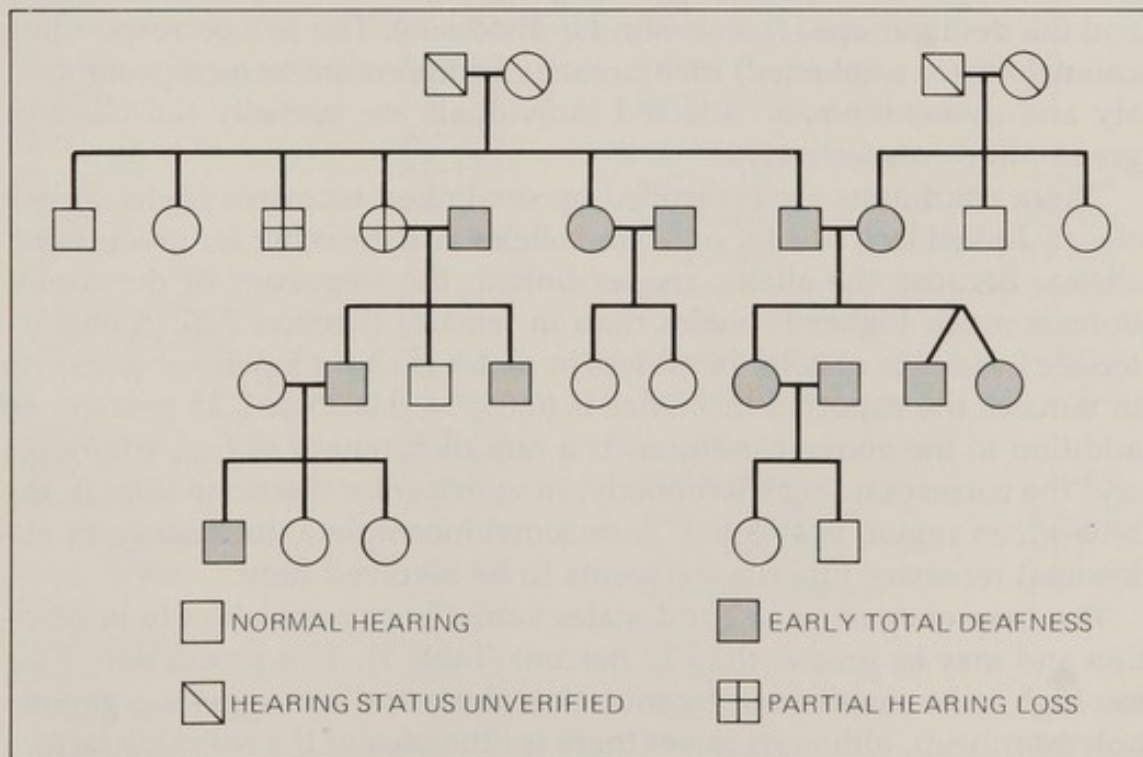 NORMAL HEARING
EARLY TOTAL DEAFNESS
HEARING STATUS UNVERIFIED
PARTIAL HEARING LOSS